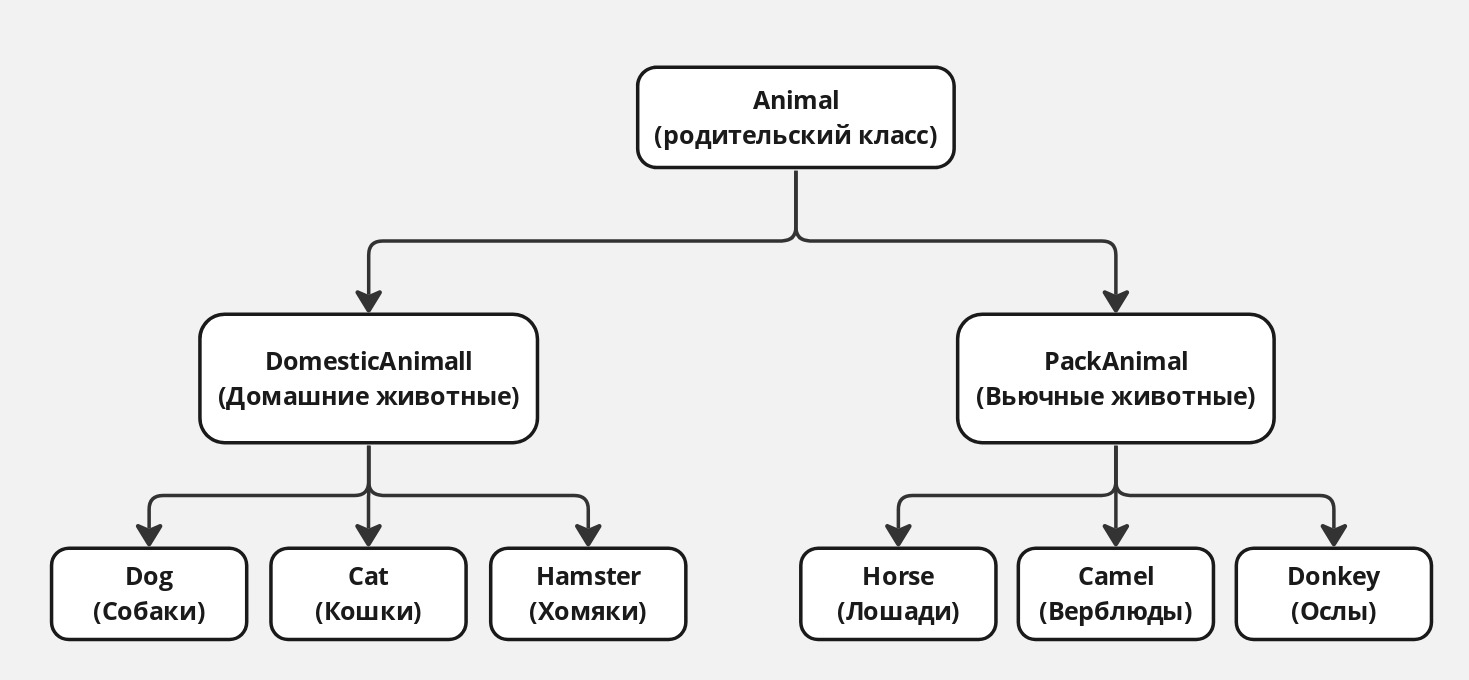 Animal
(родительский класс)
DomesticAnimall
(Домашние животные)
PackAnimal
(Вьючные животные)
Dog
(Собаки)
Cat
(Кошки)
Hamster
(Хомяки)
Horse
(Лошади)
Camel
(Верблюды)
Donkey
(Ослы)